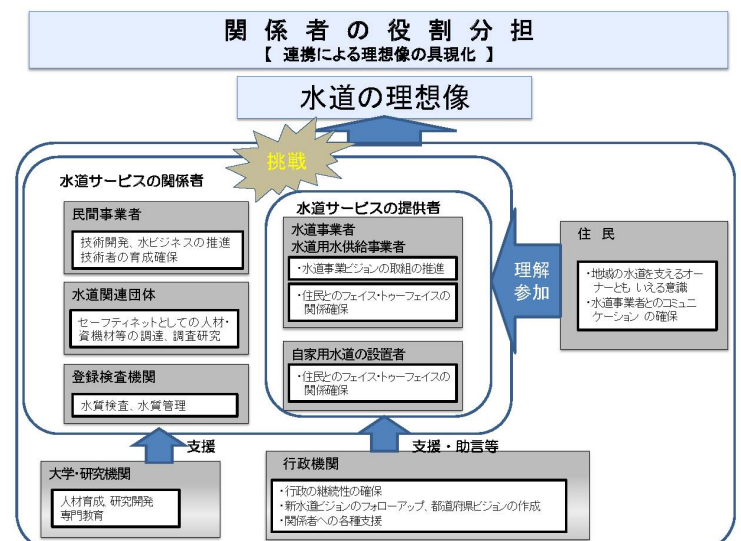 関係者の役割分担
【 連携による理想像の具現化 】
水道の理想像
挑戦
水道サービスの関係者
民間事業者
技術開発、水ビジネスの推進
技術者の育成確保
水道関連団体
セーフティネットとしての人材・
資機材等の調達、調査研究
登録検査機関
水質検査、水質管理
水道サービスの提供者
水道事業者
水道用水供給事業者
・水道事業ビジョンの取組の推進
・住民とのフェイス・トゥーフェイスの
関係確保
自家用水道の設置者
・住民とのフェイス・トゥーフェイスの
関係確保
理解
参加
住 民
・地域の水道を支えるオー
ナーとも いえる意識
・水道事業者とのコミュニ
ケーション の確保
支援
大学・研究機関
人材育成、研究開発
専門教育
支援・助言等
行政機関
・行政の継続性の確保
・新水道ビジョンのフォローアップ、都道府県ビジョンの作成
・関係者への各種支援